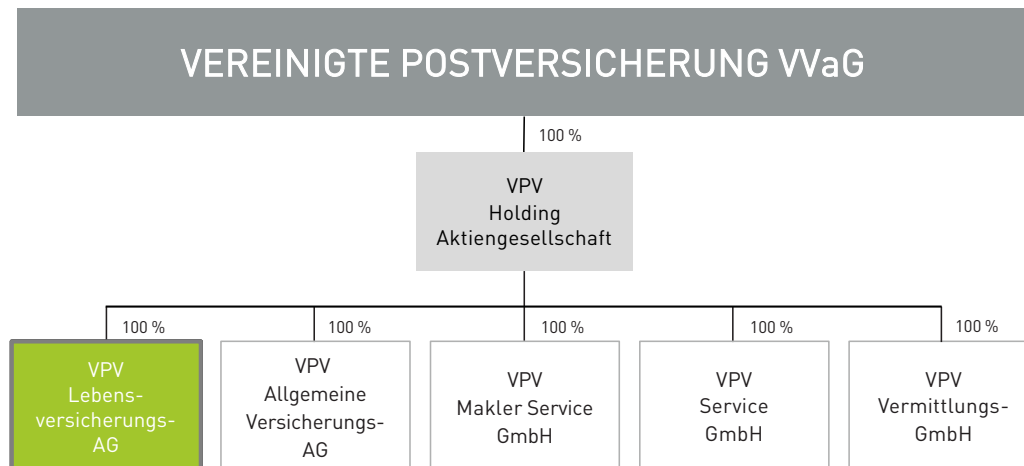 VEREINIGTE POSTVERSICHERUNG VVaG
100 %
VPV
Holding
Aktiengesellschaft
100 %
100 %
100 %
100 %
100 %
VPV
Lebens-
versicherungs-
AG
VPV
Allgemeine
Versicherungs-
AG
VPV
Makler Service
GmbH
VPV
Service
GmbH
VPV
Vermittlungs-
GmbH